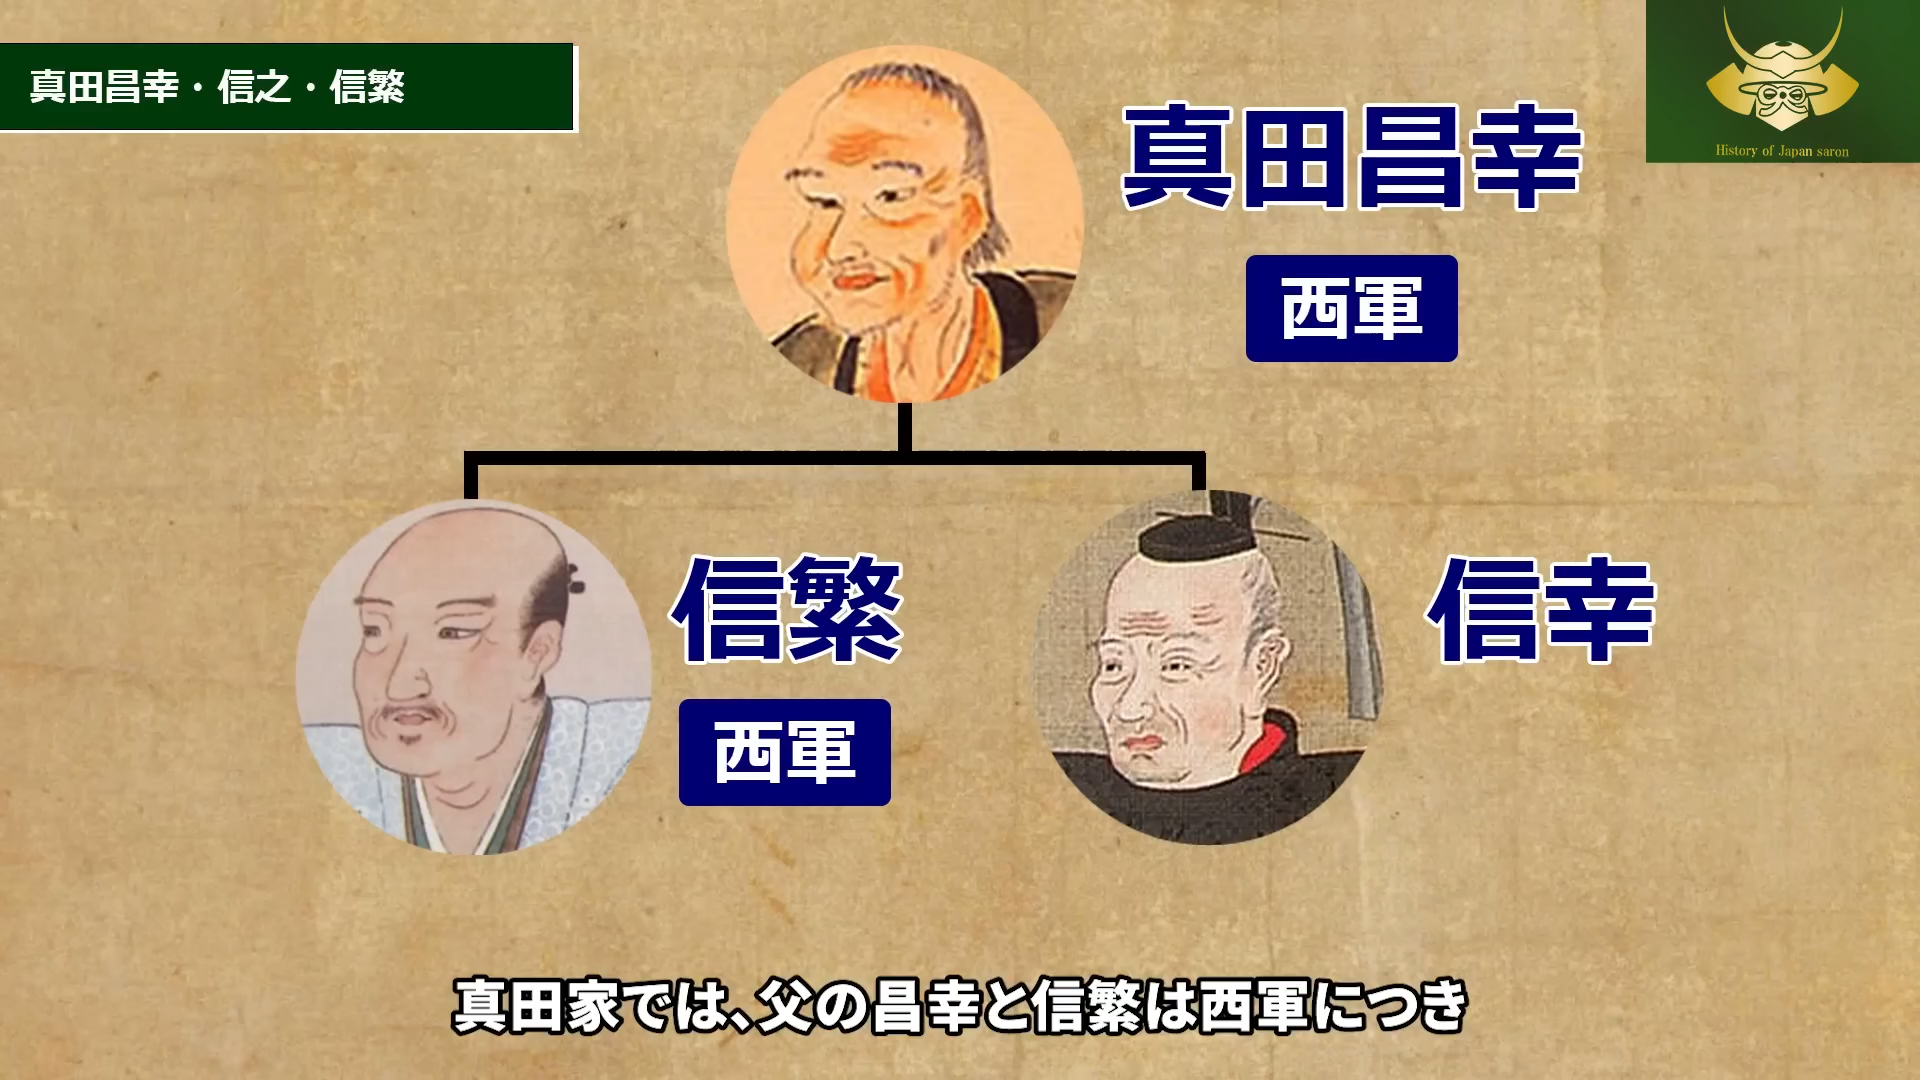 真田昌幸・信之・信繁
History of Japan saron
真田昌幸
西軍
信繁
西軍
信幸
真田家では、父の昌幸と信繁は西軍につき